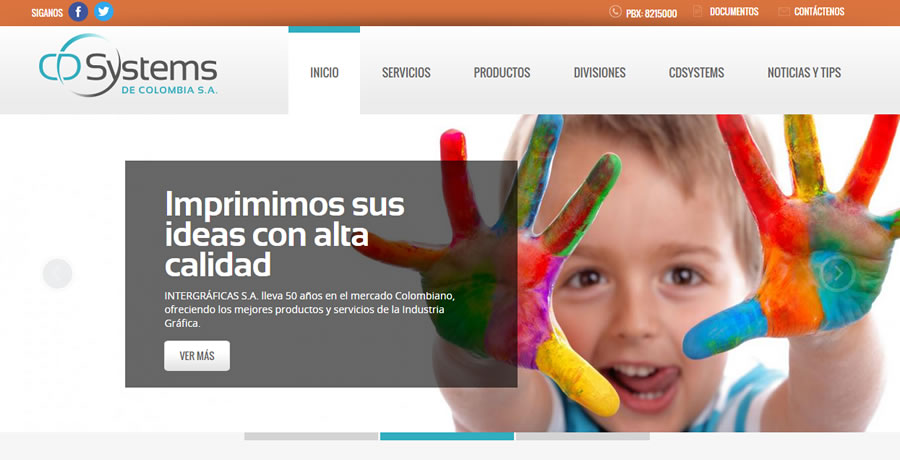 SIGANOS
PBX: 8215000
DOCUMENTOS
CONTÁCTENOS
CDSystems
DE COLOMBIA S.A.
INICIO
SERVICIOS
PRODUCTOS
DIVISIONES
CDSYSTEMS
NOTICIAS Y TIPS
Imprimimos sus
ideas con alta
calidad
INTERGRÁFICAS S.A. lleva 50 años en el mercado Colombiano,
ofreciendo los mejores productos y servicios de la Industria
Gráfica.
VER MÁS